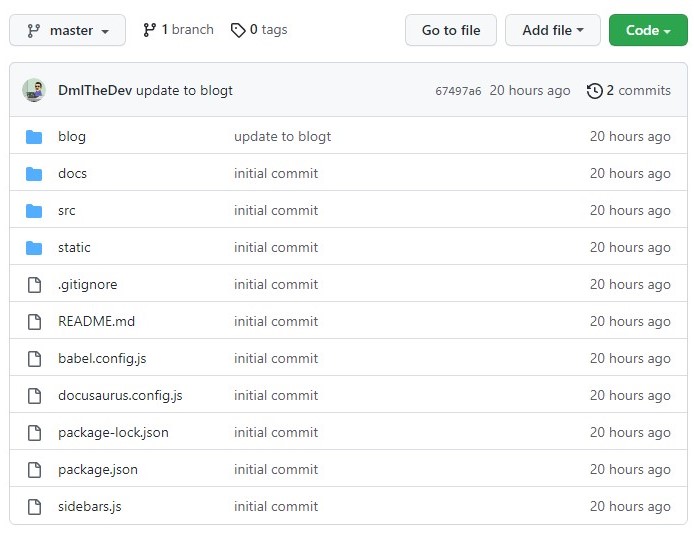 master 1 branch 0 tags Go to file Add file Code
DmlTheDev update to blogt 67497a6 20 hours ago 2 commits
blog update to blogt 20 hours ago
docs initial commit 20 hours ago
src initial commit 20 hours ago
static initial commit 20 hours ago
.gitignore initial commit 20 hours ago
README.md initial commit 20 hours ago
babel.config.js initial commit 20 hours ago
docusaurus.config.js initial commit 20 hours ago
package-lock.json initial commit 20 hours ago
package.json initial commit 20 hours ago
sidebars.js initial commit 20 hours ago